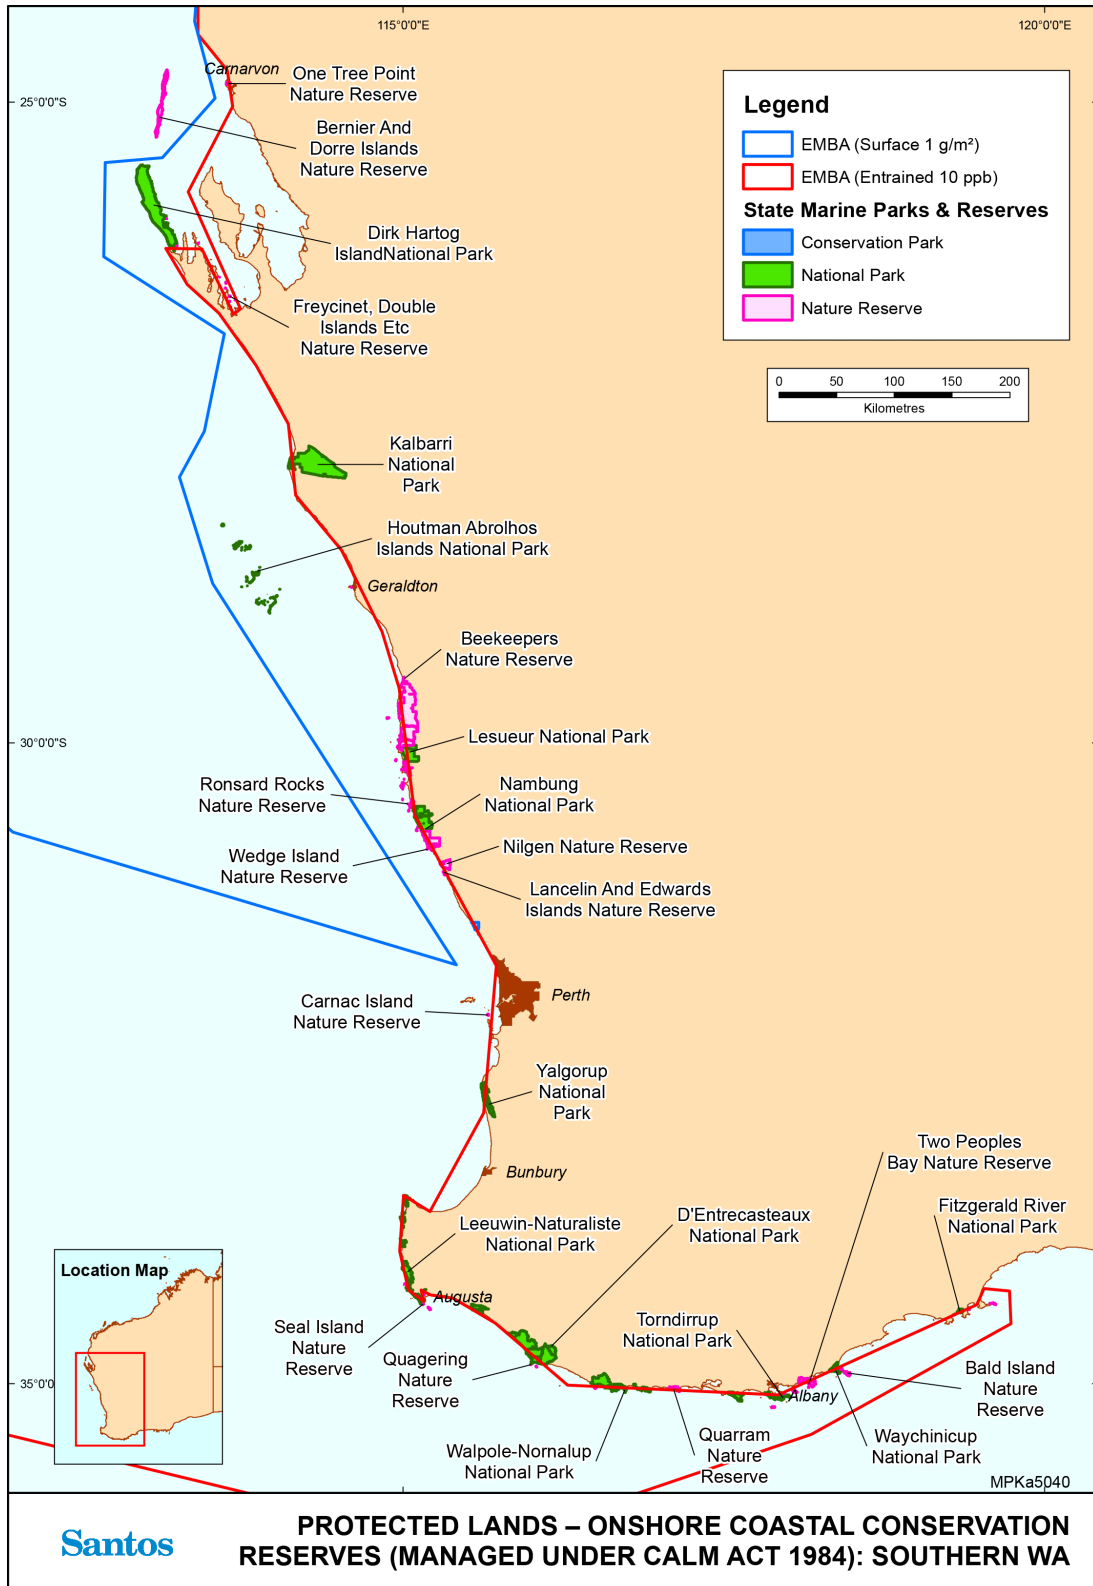 115°0'0"E
120°0'0"E
25°0'0"S
30°0'0"S
35°0'0
Carnarvon
One Tree Point
Nature Reserve
Bernier And
Dorre Islands
Nature Reserve
Dirk Hartog
IslandNational Park
Freycinet, Double
Islands Etc
Nature Reserve
Legend
EMBA (Surface 1 g/m²)
EMBA (Entrained 10 ppb)
State Marine Parks & Reserves
Conservation Park
National Park
Nature Reserve
0 50 100 150 200
Kilometres
Kalbarri
National
Park
Houtman Abrolhos
Islands National Park
Geraldton
Beekeepers
Nature Reserve
Lesueur National Park
Ronsard Rocks
Nature Reserve
Nambung
National Park
Wedge Island
Nature Reserve
Nilgen Nature Reserve
Lancelin And Edwards
Islands Nature Reserve
Carnac Island
Nature Reserve
Perth
Yalgorup
National
Park
Bunbury
Two Peoples
Bay Nature Reserve
Fitzgerald River
National Park
D'Entrecasteaux
National Park
Leeuwin-Naturaliste
National Park
Location Map
Augusta
Seal Island
Nature
Reserve
Quagering
Nature
Reserve
Torndirrup
National Park
Albany
Bald Island
Nature
Reserve
Walpole-Nornalup
National Park
Quarram
Nature
Reserve
Waychinicup
National Park
MPKa5040
Santos
PROTECTED LANDS – ONSHORE COASTAL CONSERVATION
RESERVES (MANAGED UNDER CALM ACT 1984): SOUTHERN WA